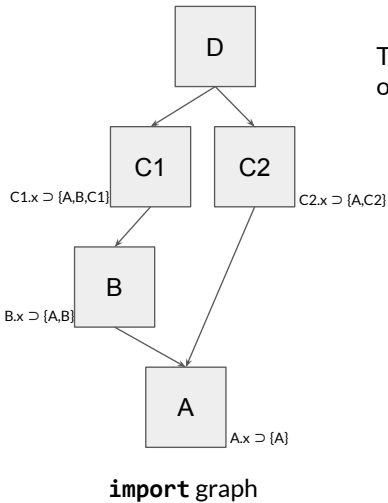 D
T
o
C1
C2
C1.x ⊃ {A,B,C1}
C2.x ⊃ {A,C2}
B
B.x ⊃ {A,B}
A
A.x ⊃ {A}
import graph